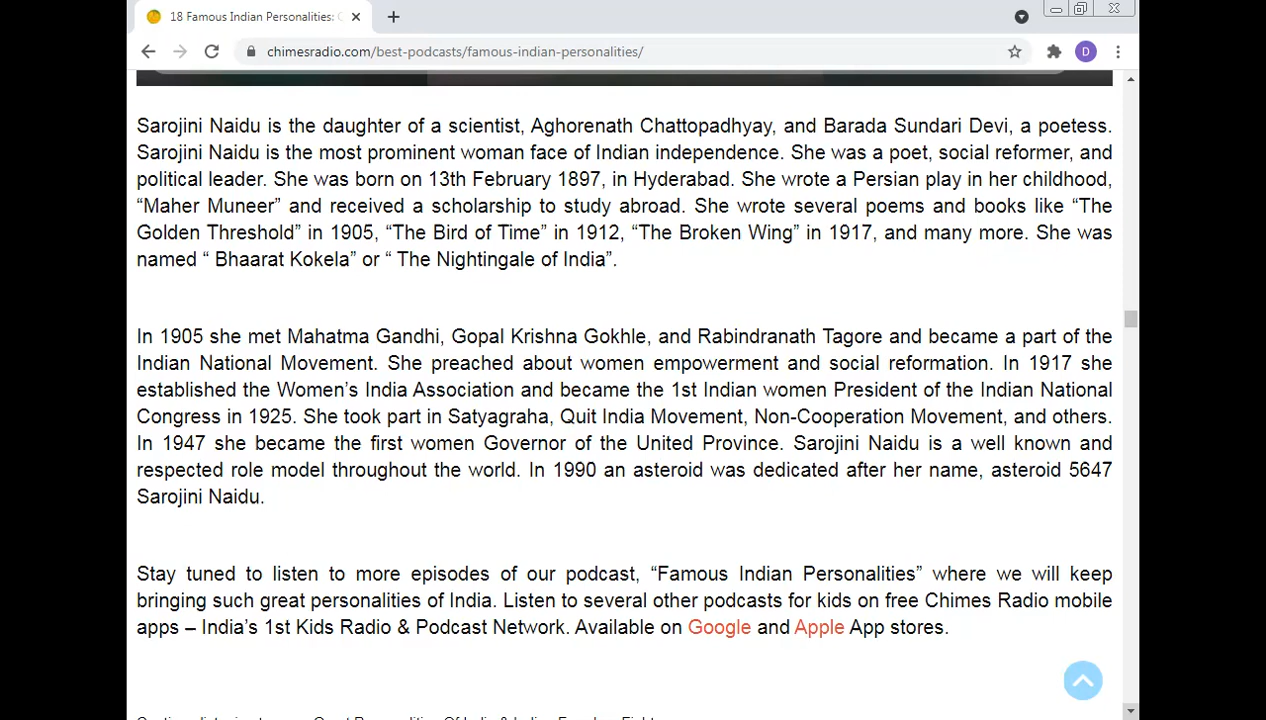 18 Famous Indian Personalities:
chimesradio.com/best-podcasts/famous-indian-personalities/
D
Sarojini Naidu is the daughter of a scientist, Aghorenath Chattopadhyay, and Barada Sundari Devi, a poetess.
Sarojini Naidu is the most prominent woman face of Indian independence. She was a poet, social reformer, and
political leader. She was born on 13th February 1897, in Hyderabad. She wrote a Persian play in her childhood,
“Maher Muneer” and received a scholarship to study abroad. She wrote several poems and books like “The
Golden Threshold” in 1905, “The Bird of Time” in 1912, “The Broken Wing” in 1917, and many more. She was
named “ Bhaarat Kokela” or “ The Nightingale of India”.
In 1905 she met Mahatma Gandhi, Gopal Krishna Gokhle, and Rabindranath Tagore and became a part of the
Indian National Movement. She preached about women empowerment and social reformation. In 1917 she
established the Women’s India Association and became the 1st Indian women President of the Indian National
Congress in 1925. She took part in Satyagraha, Quit India Movement, Non-Cooperation Movement, and others.
In 1947 she became the first women Governor of the United Province. Sarojini Naidu is a well known and
respected role model throughout the world. In 1990 an asteroid was dedicated after her name, asteroid 5647
Sarojini Naidu.
Stay tuned to listen to more episodes of our podcast, “Famous Indian Personalities” where we will keep
bringing such great personalities of India. Listen to several other podcasts for kids on free Chimes Radio mobile
apps – India’s 1st Kids Radio & Podcast Network. Available on Google and Apple App stores.